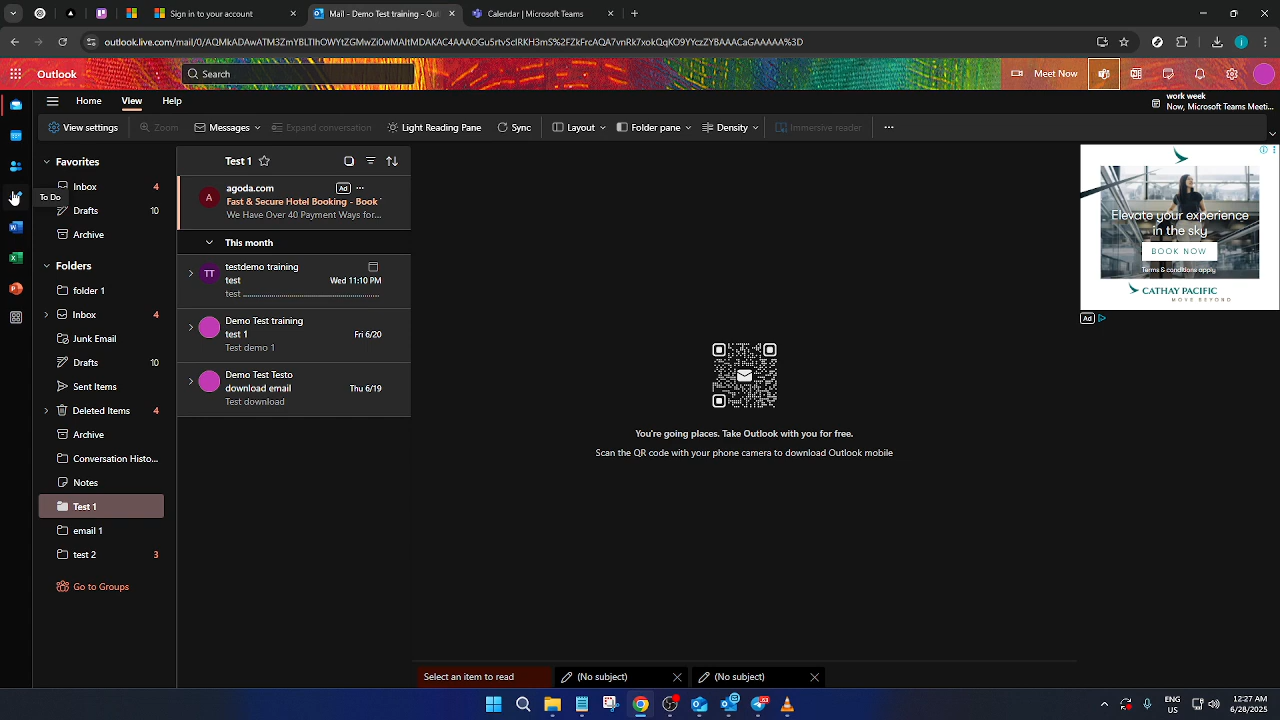 Sign in to your account
Mail - Demo Test training - Out
Calendar | Microsoft Teams
outlook.live.com/mail/0/AQMkADAwATM3ZmYBLTlhOWYtZGMwZi0wMAItMDAKAC4AAAOGu5rtvScIRKH3mS%2FZkFrcAQA7vnRk7xokQqKO9YYczZYBAAACaGAAAAA%3D
Outlook
Search
Meet Now
Home
View
Help
work week
Now, Microsoft Teams Meeti...
View settings
Zoom
Messages
Expand conversation
Light Reading Pane
Sync
Layout
Folder pane
Density
Immersive reader
Favorites
Inbox 4
To Do
Drafts 10
Archive
Folders
folder 1
Inbox 4
Junk Email
Drafts 10
Sent Items
Deleted Items 4
Archive
Conversation Histo...
Notes
Test 1
email 1
test 2 3
Go to Groups
Test 1
A
agoda.com
Ad
Fast & Secure Hotel Booking - Book
We Have Over 40 Payment Ways for...
This month
TT
testdemo training
test Wed 11:10 PM
test
Demo Test training
test 1 Fri 6/20
Test demo 1
Demo Test Testo
download email Thu 6/19
Test download
You're going places. Take Outlook with you for free.
Scan the QR code with your phone camera to download Outlook mobile
Elevate your experience
in the sky
BOOK NOW
Terms & conditions apply
CATHAY PACIFIC
MOVE BEYOND
Ad
Select an item to read
(No subject)
(No subject)
ENG
US
12:27 AM
6/28/2025